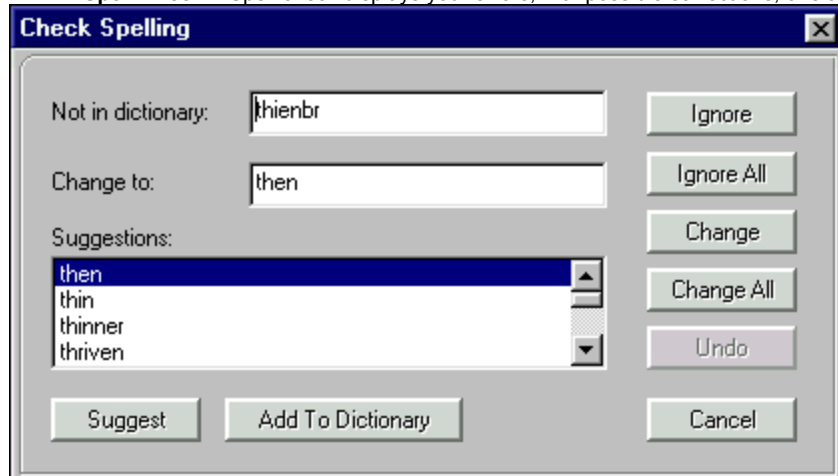 Check Spelling
Not in dictionary: thienbr Ignore
Change to: then Ignore All
Suggestions: Change
then
thin
thinner
thriven
Change All
Undo
Suggest Add To Dictionary Cancel